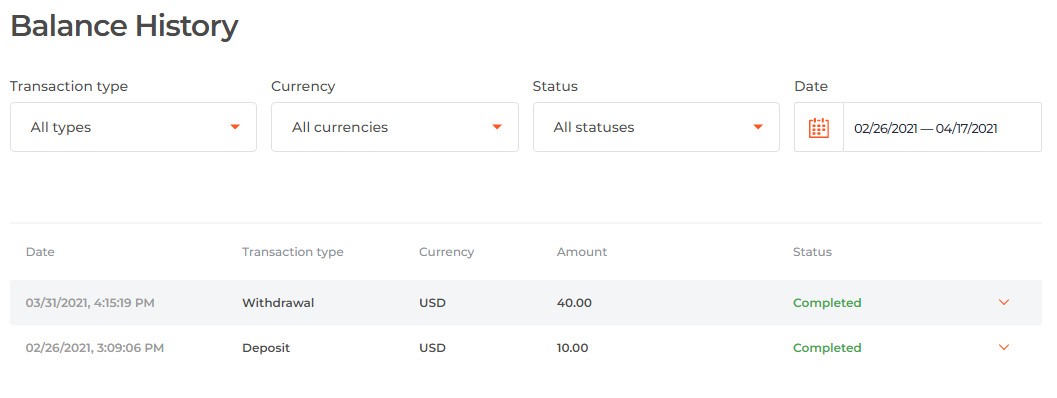 Balance History
Transaction type Currency Status Date
All types All currencies All statuses 02/26/2021 — 04/17/2021
Date Transaction type Currency Amount Status
03/31/2021, 4:15:19 PM Withdrawal USD 40.00 Completed
02/26/2021, 3:09:06 PM Deposit USD 10.00 Completed